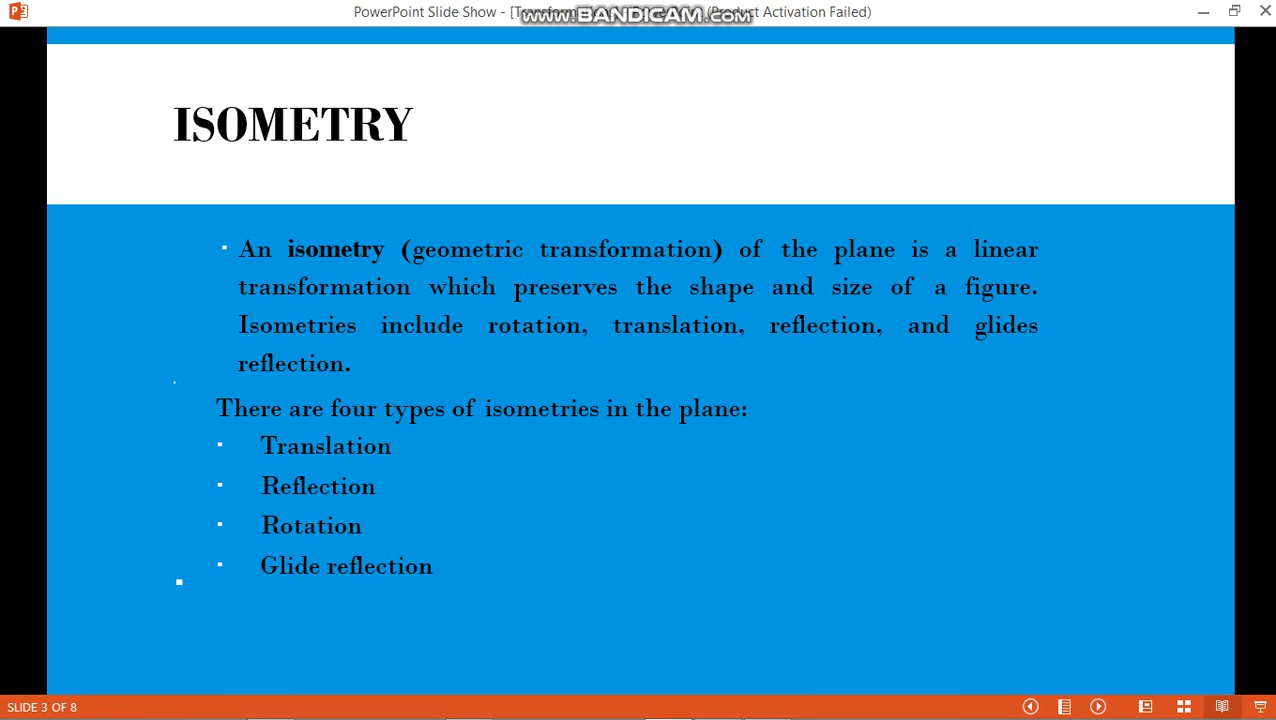 PowerPoint Slide Show - [Transform (Product Activation Failed)
www.BANDICAM.com
ISOMETRY
An isometry (geometric transformation) of the plane is a linear
transformation which preserves the shape and size of a figure.
Isometries include rotation, translation, reflection, and glides
reflection.
There are four types of isometries in the plane:
Translation
Reflection
Rotation
Glide reflection
SLIDE 3 OF 8